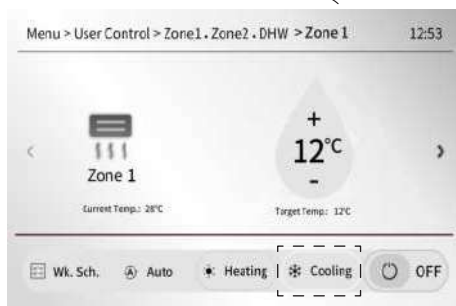 Menu > User Control > Zone1.Zone2.DHW > Zone 1 12:53
+
12°C
-
Zone 1
Current Temp.: 28°C Target Temp.: 12°C
Wk. Sch. A Auto Heating Cooling OFF